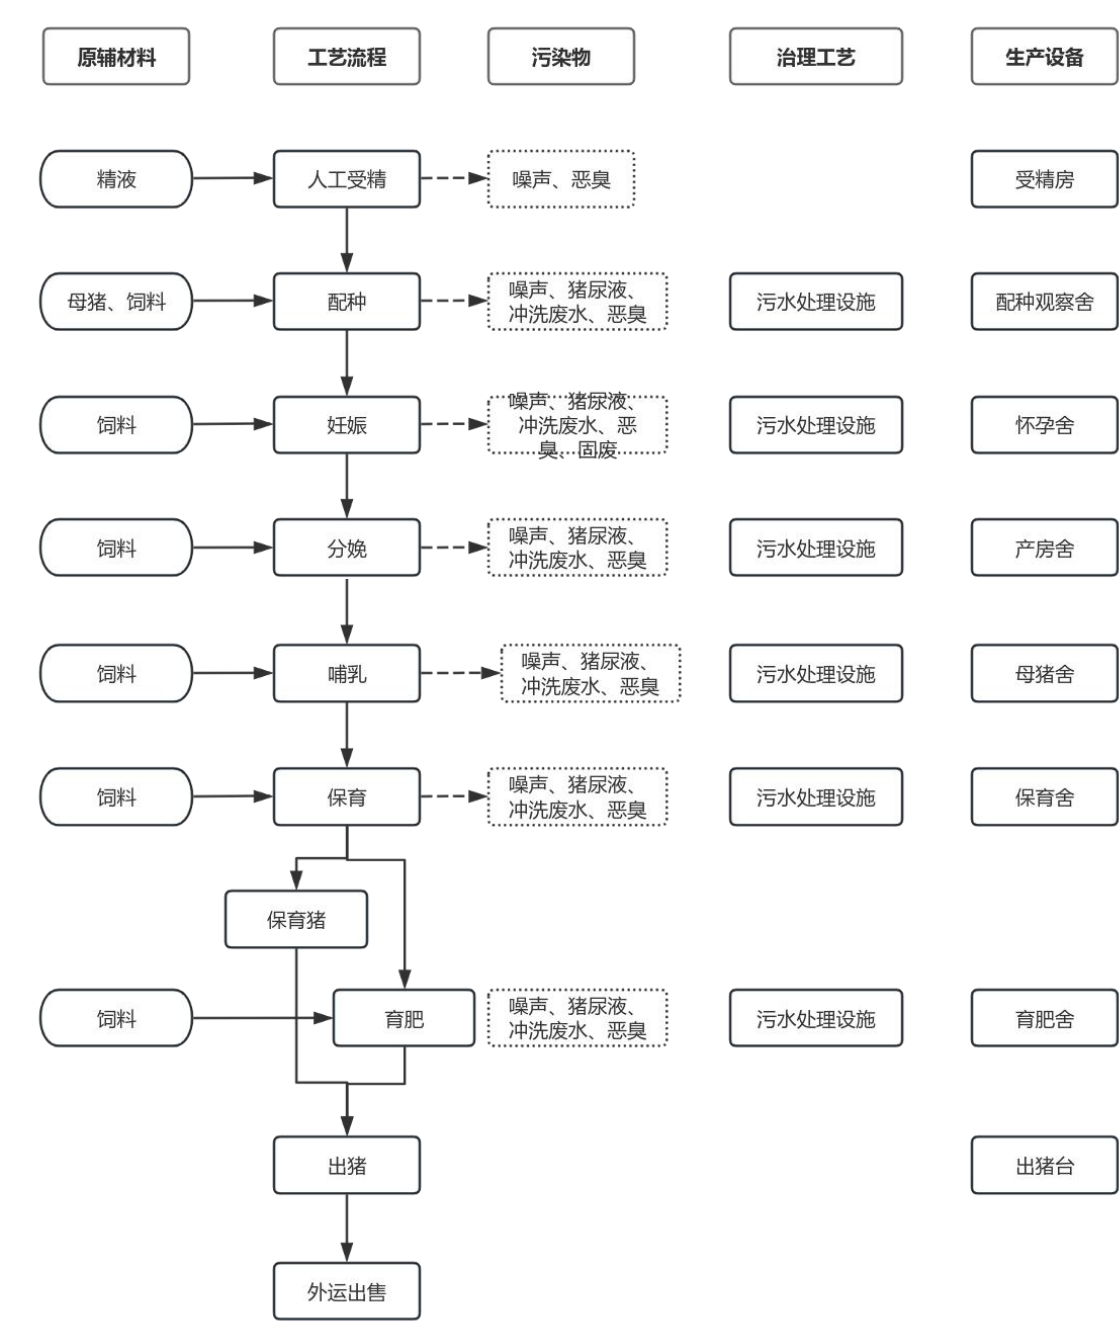 原辅材料
工艺流程
污染物
治理工艺
生产设备
精液
人工受精
噪声、恶臭
受精房
母猪、饲料
配种
噪声、猪尿液、
冲洗废水、恶臭
污水处理设施
配种观察舍
饲料
妊娠
噪声、猪尿液、
冲洗废水、恶
臭、固废
污水处理设施
怀孕舍
饲料
分娩
噪声、猪尿液、
冲洗废水、恶臭
污水处理设施
产房舍
饲料
哺乳
噪声、猪尿液、
冲洗废水、恶臭
污水处理设施
母猪舍
饲料
保育
噪声、猪尿液、
冲洗废水、恶臭
污水处理设施
保育舍
保育猪
饲料
育肥
噪声、猪尿液、
冲洗废水、恶臭
污水处理设施
育肥舍
出猪
出猪台
外运出售